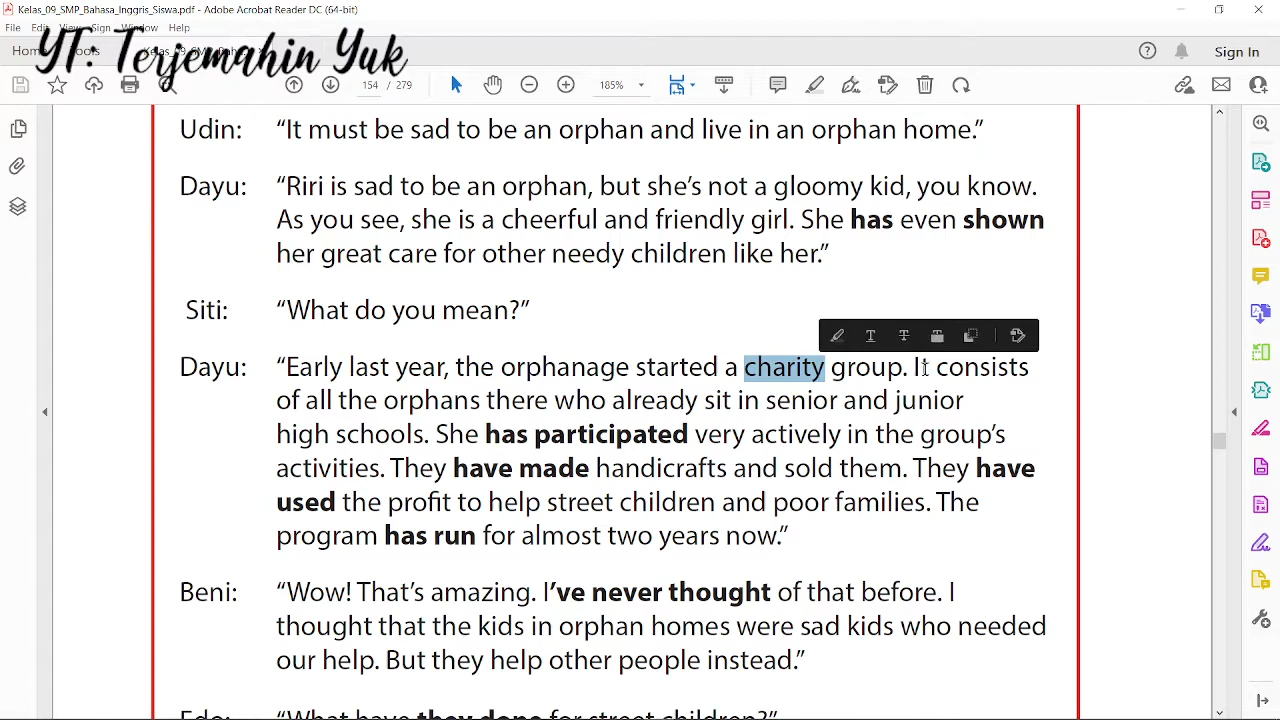 Kelas_09_SMP_Bahasa_Inggris_Siswa.pdf - Adobe Acrobat Reader DC (64-bit)
File Edit View Sign Window Help
YT: Terjemahin Yuk
Sign In
154 / 279
185%
Udin: “It must be sad to be an orphan and live in an orphan home.”
Dayu: “Riri is sad to be an orphan, but she’s not a gloomy kid, you know.
As you see, she is a cheerful and friendly girl. She has even shown
her great care for other needy children like her.”
Siti: “What do you mean?”
Dayu: “Early last year, the orphanage started a charity group. It consists
of all the orphans there who already sit in senior and junior
high schools. She has participated very actively in the group’s
activities. They have made handicrafts and sold them. They have
used the profit to help street children and poor families. The
program has run for almost two years now.”
Beni: “Wow! That’s amazing. I’ve never thought of that before. I
thought that the kids in orphan homes were sad kids who needed
our help. But they help other people instead.”
Edo: “What have they done for street children?”